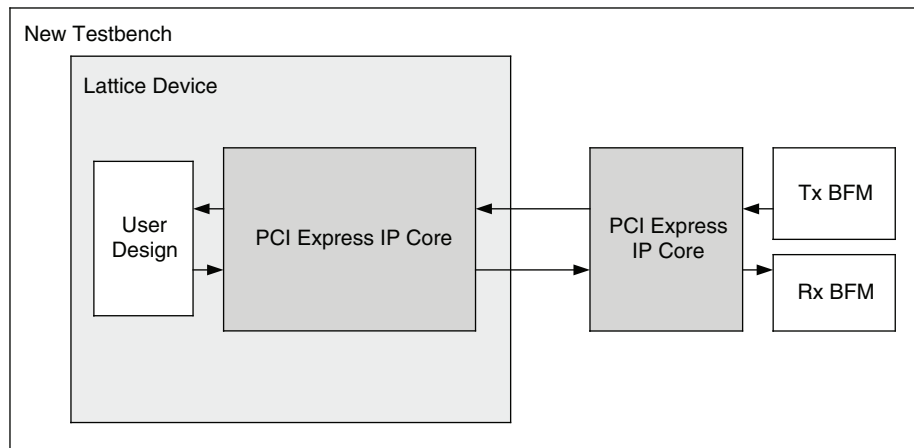 New Testbench
Lattice Device
User
Design
PCI Express IP Core
PCI Express
IP Core
Tx BFM
Rx BFM